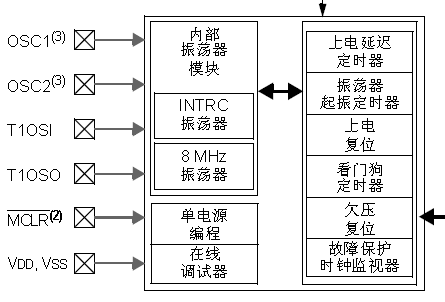 OSC1(3)
OSC2(3)
T1OSI
T1OSO
MCLR(2)
VDD, VSS
内部
振荡器
模块
INTRC
振荡器
8 MHz
振荡器
单电源
编程
在线
调试器
上电延迟
定时器
振荡器
起振定时器
上电
复位
看门狗
定时器
欠压
复位
故障保护
时钟监视器